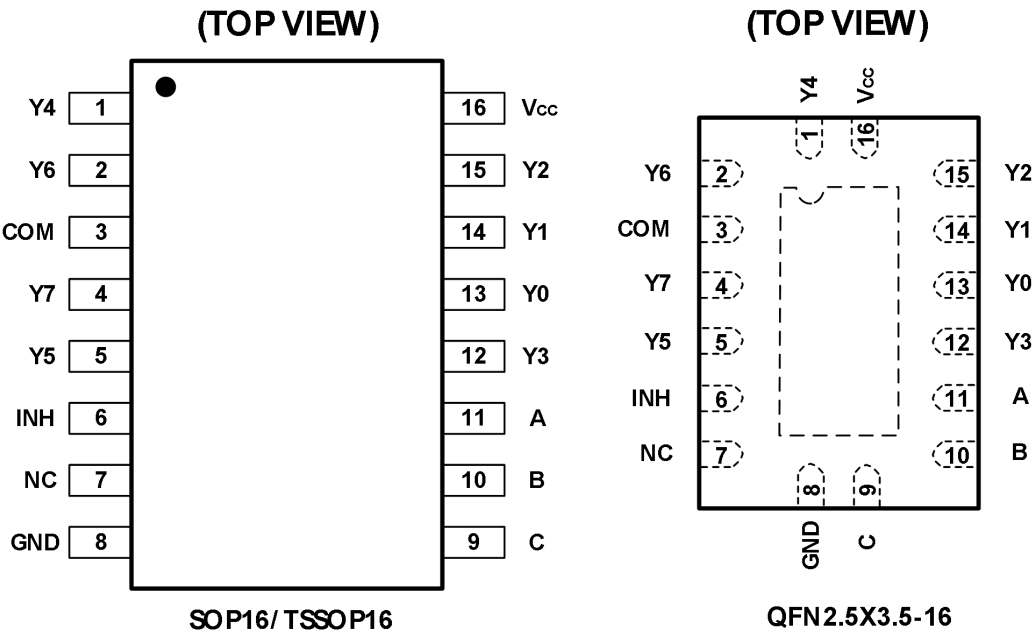 (TOP VIEW)
Y4 1 16 Vcc
Y6 2 15 Y2
COM 3 14 Y1
Y7 4 13 Y0
Y5 5 12 Y3
INH 6 11 A
NC 7 10 B
GND 8 9 C
SOP16/ TSSOP16
(TOP VIEW)
Y4 Vcc
1 16
Y6 2 15 Y2
COM 3 14 Y1
Y7 4 13 Y0
Y5 5 12 Y3
INH 6 11 A
NC 7 10 B
8 9
GND C
QFN2.5X3.5-16